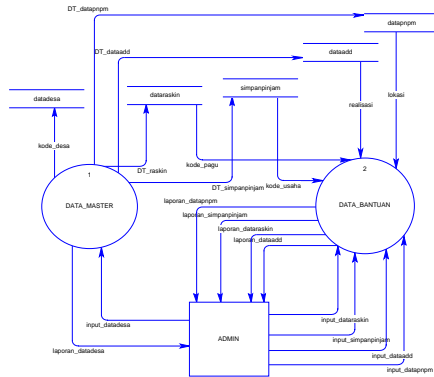 DT_datapnpm
datapnpm
DT_dataadd
dataadd
simpanpinjam
dataraskin
datadesa
lokasi
realisasi
kode_desa
kode_pagu
DT_raskin
1
2
DT_simpanpinjam
kode_usaha
laporan_datapnpm
DATA_MASTER
DATA_BANTUAN
laporan_simpanpinjam
laporan_dataraskin
laporan_dataadd
input_datadesa
input_dataraskin
ADMIN
input_simpanpinjam
laporan_datadesa
input_dataadd
input_datapnpm